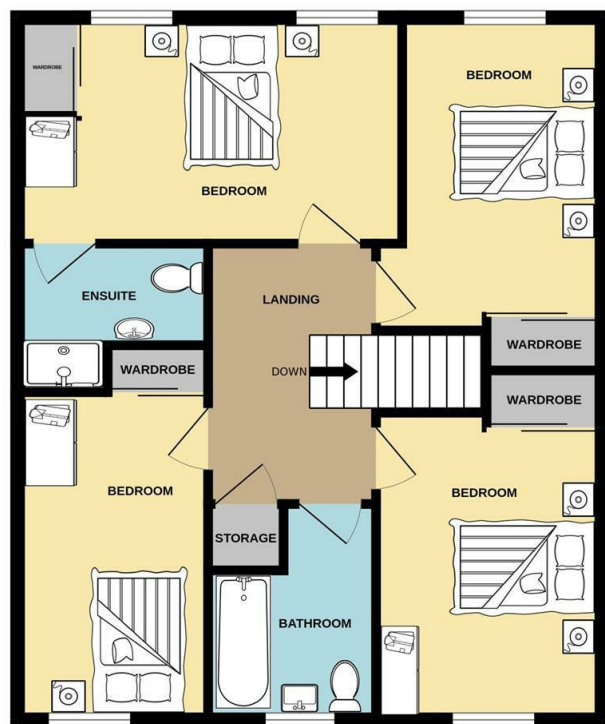 WARDROBE
BEDROOM
BEDROOM
ENSUITE
LANDING
WARDROBE
WARDROBE
DOWN
WARDROBE
BEDROOM
BEDROOM
STORAGE
BATHROOM